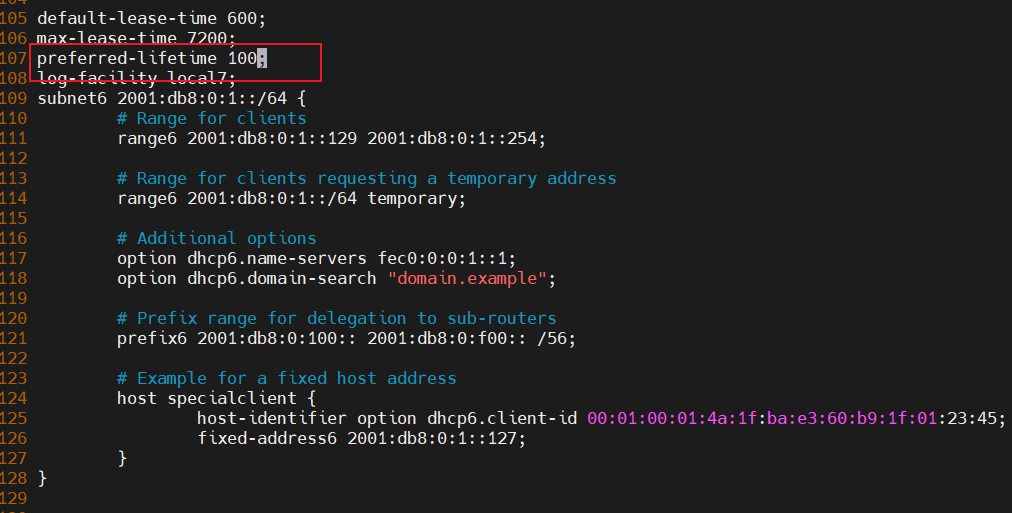 105 default-lease-time 600;
106 max-lease-time 7200;
107 preferred-lifetime 100;
108 log-facility local7;
109 subnet6 2001:db8:0:1::/64 {
110         # Range for clients
111         range6 2001:db8:0:1::129 2001:db8:0:1::254;
112
113         # Range for clients requesting a temporary address
114         range6 2001:db8:0:1::/64 temporary;
115
116         # Additional options
117         option dhcp6.name-servers fec0:0:0:1::1;
118         option dhcp6.domain-search "domain.example";
119
120         # Prefix range for delegation to sub-routers
121         prefix6 2001:db8:0:100:: 2001:db8:0:f00:: /56;
122
123         # Example for a fixed host address
124         host specialclient {
125                 host-identifier option dhcp6.client-id 00:01:00:01:4a:1f:ba:e3:60:b9:1f:01:23:45;
126                 fixed-address6 2001:db8:0:1::127;
127         }
128 }
129